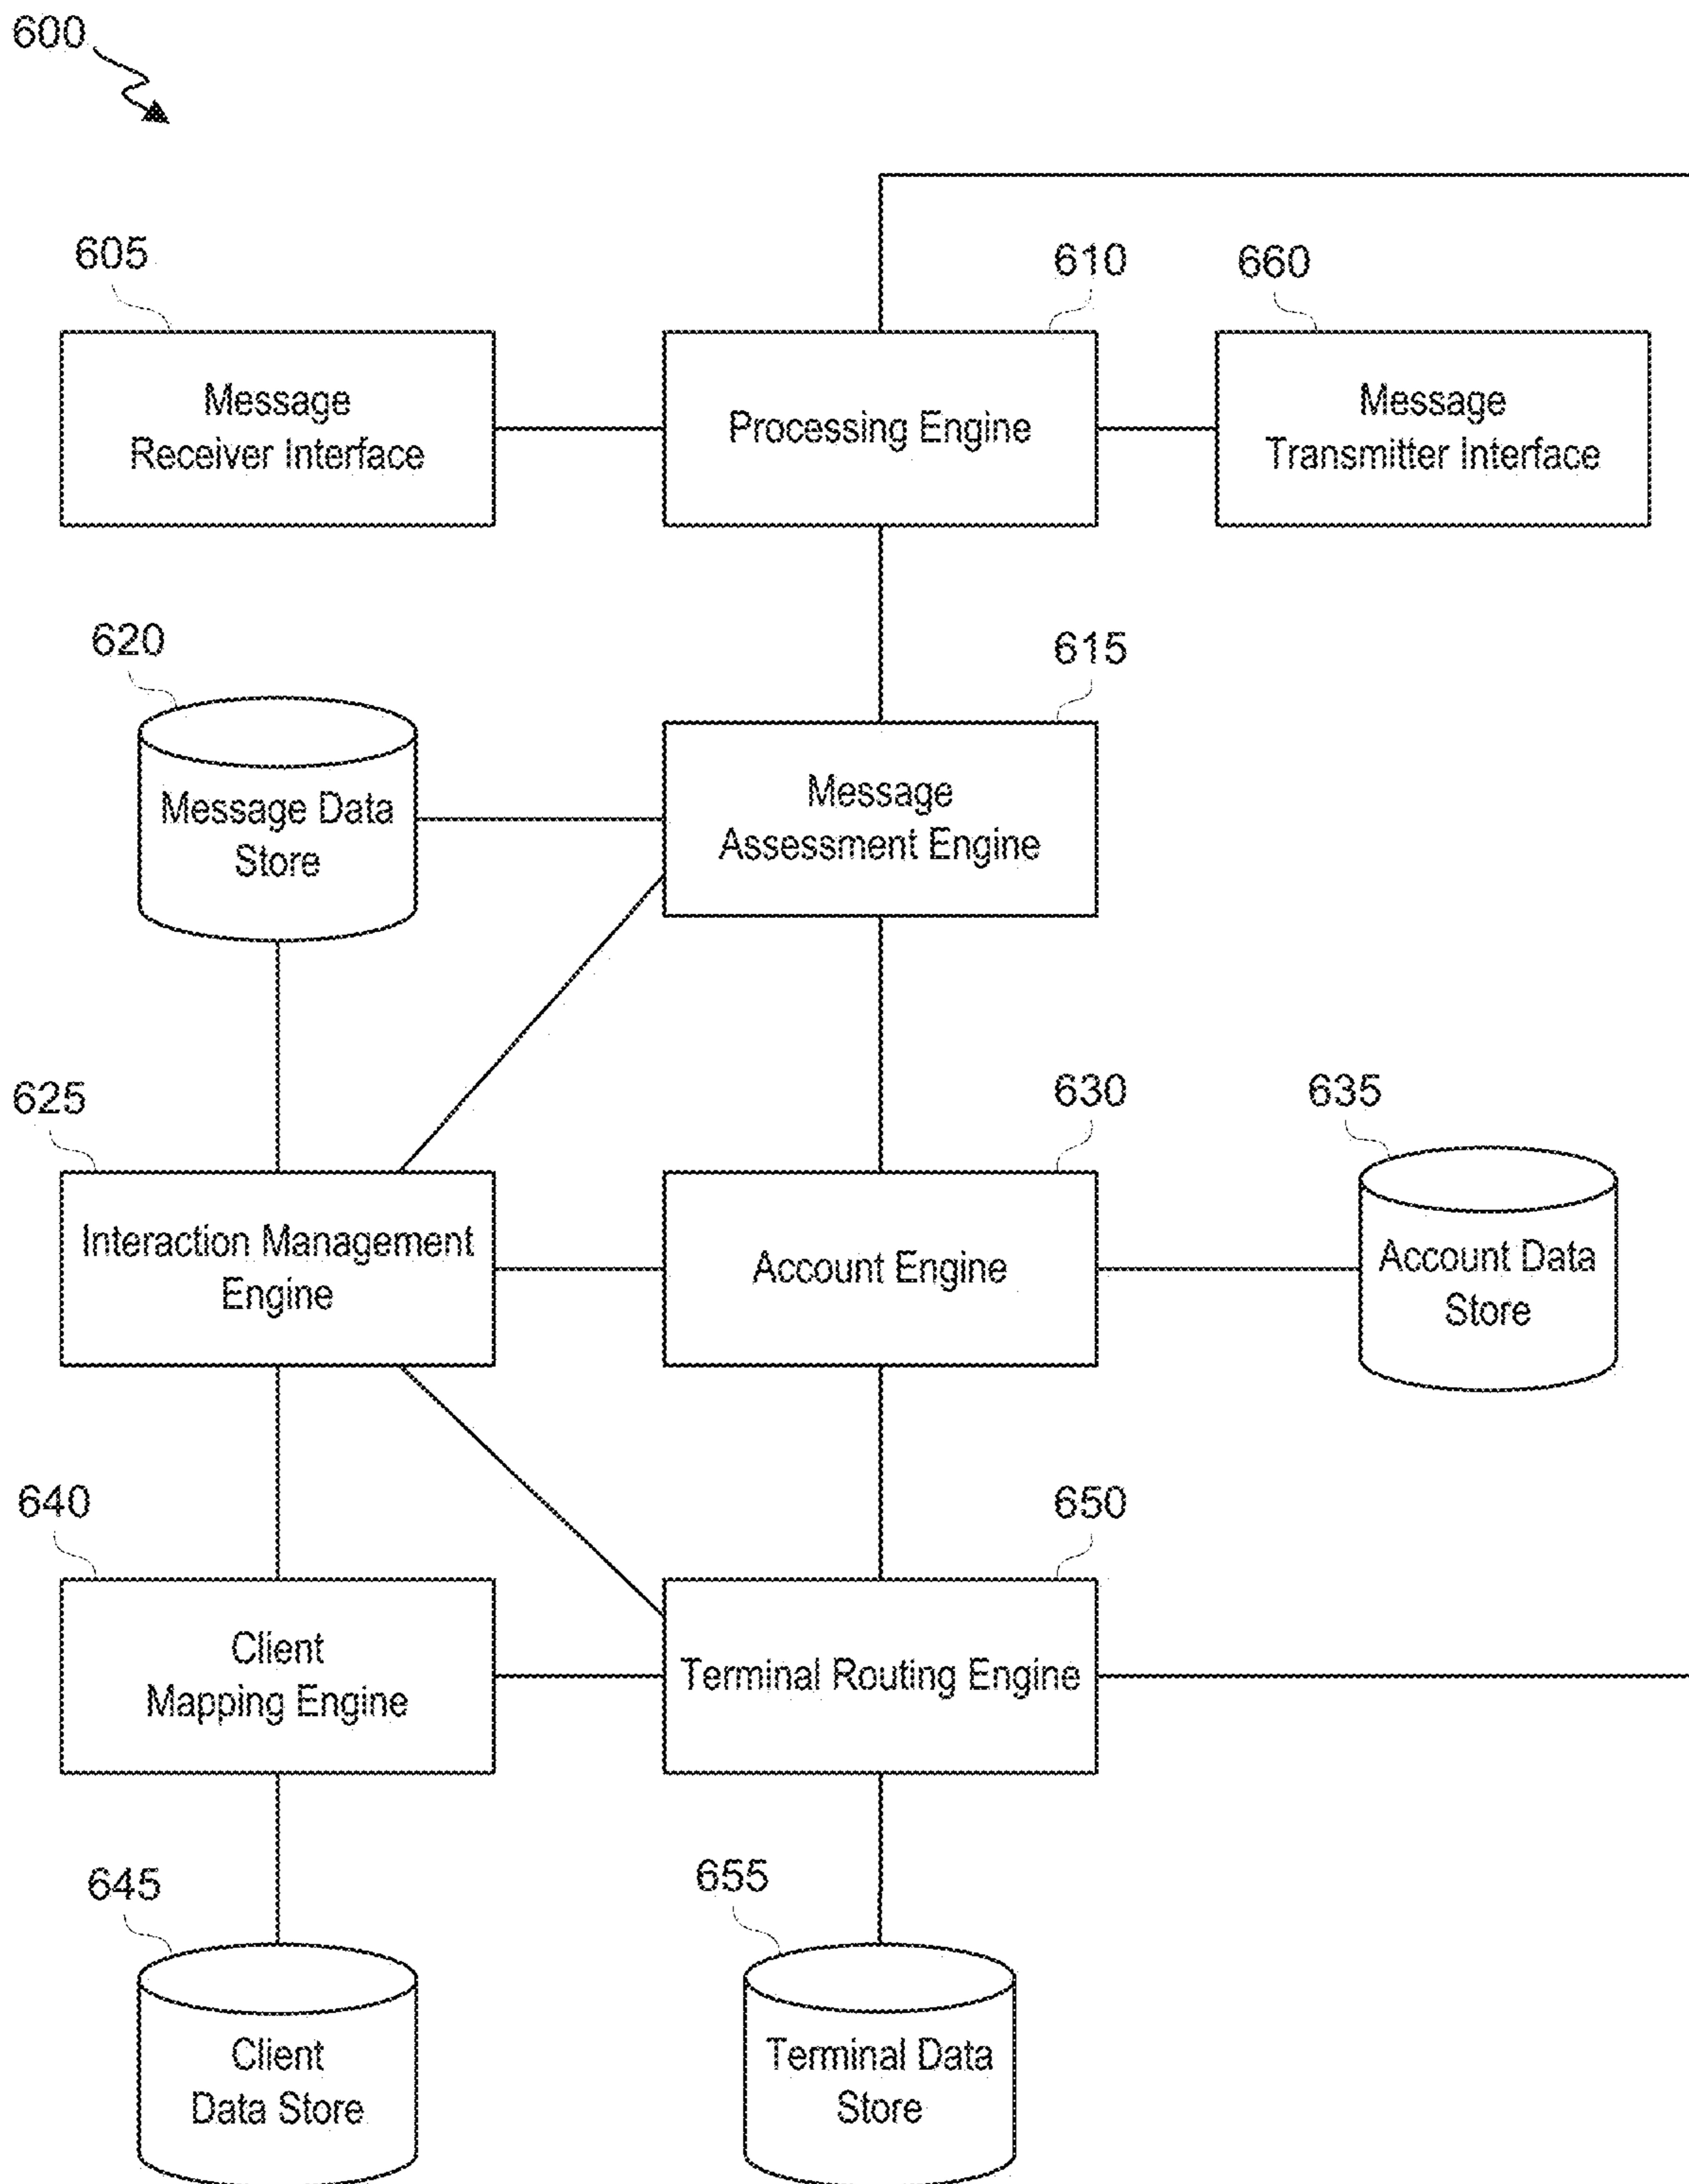 600
605
610
660
Message
Receiver Interface
Processing Engine
Message
Transmitter Interface
620
615
Message Data
Store
Message
Assessment Engine
625
630
635
Interaction Management
Engine
Account Engine
Account Data
Store
640
650
Client
Mapping Engine
Terminal Routing Engine
645
655
Client
Data Store
Terminal Data
Store